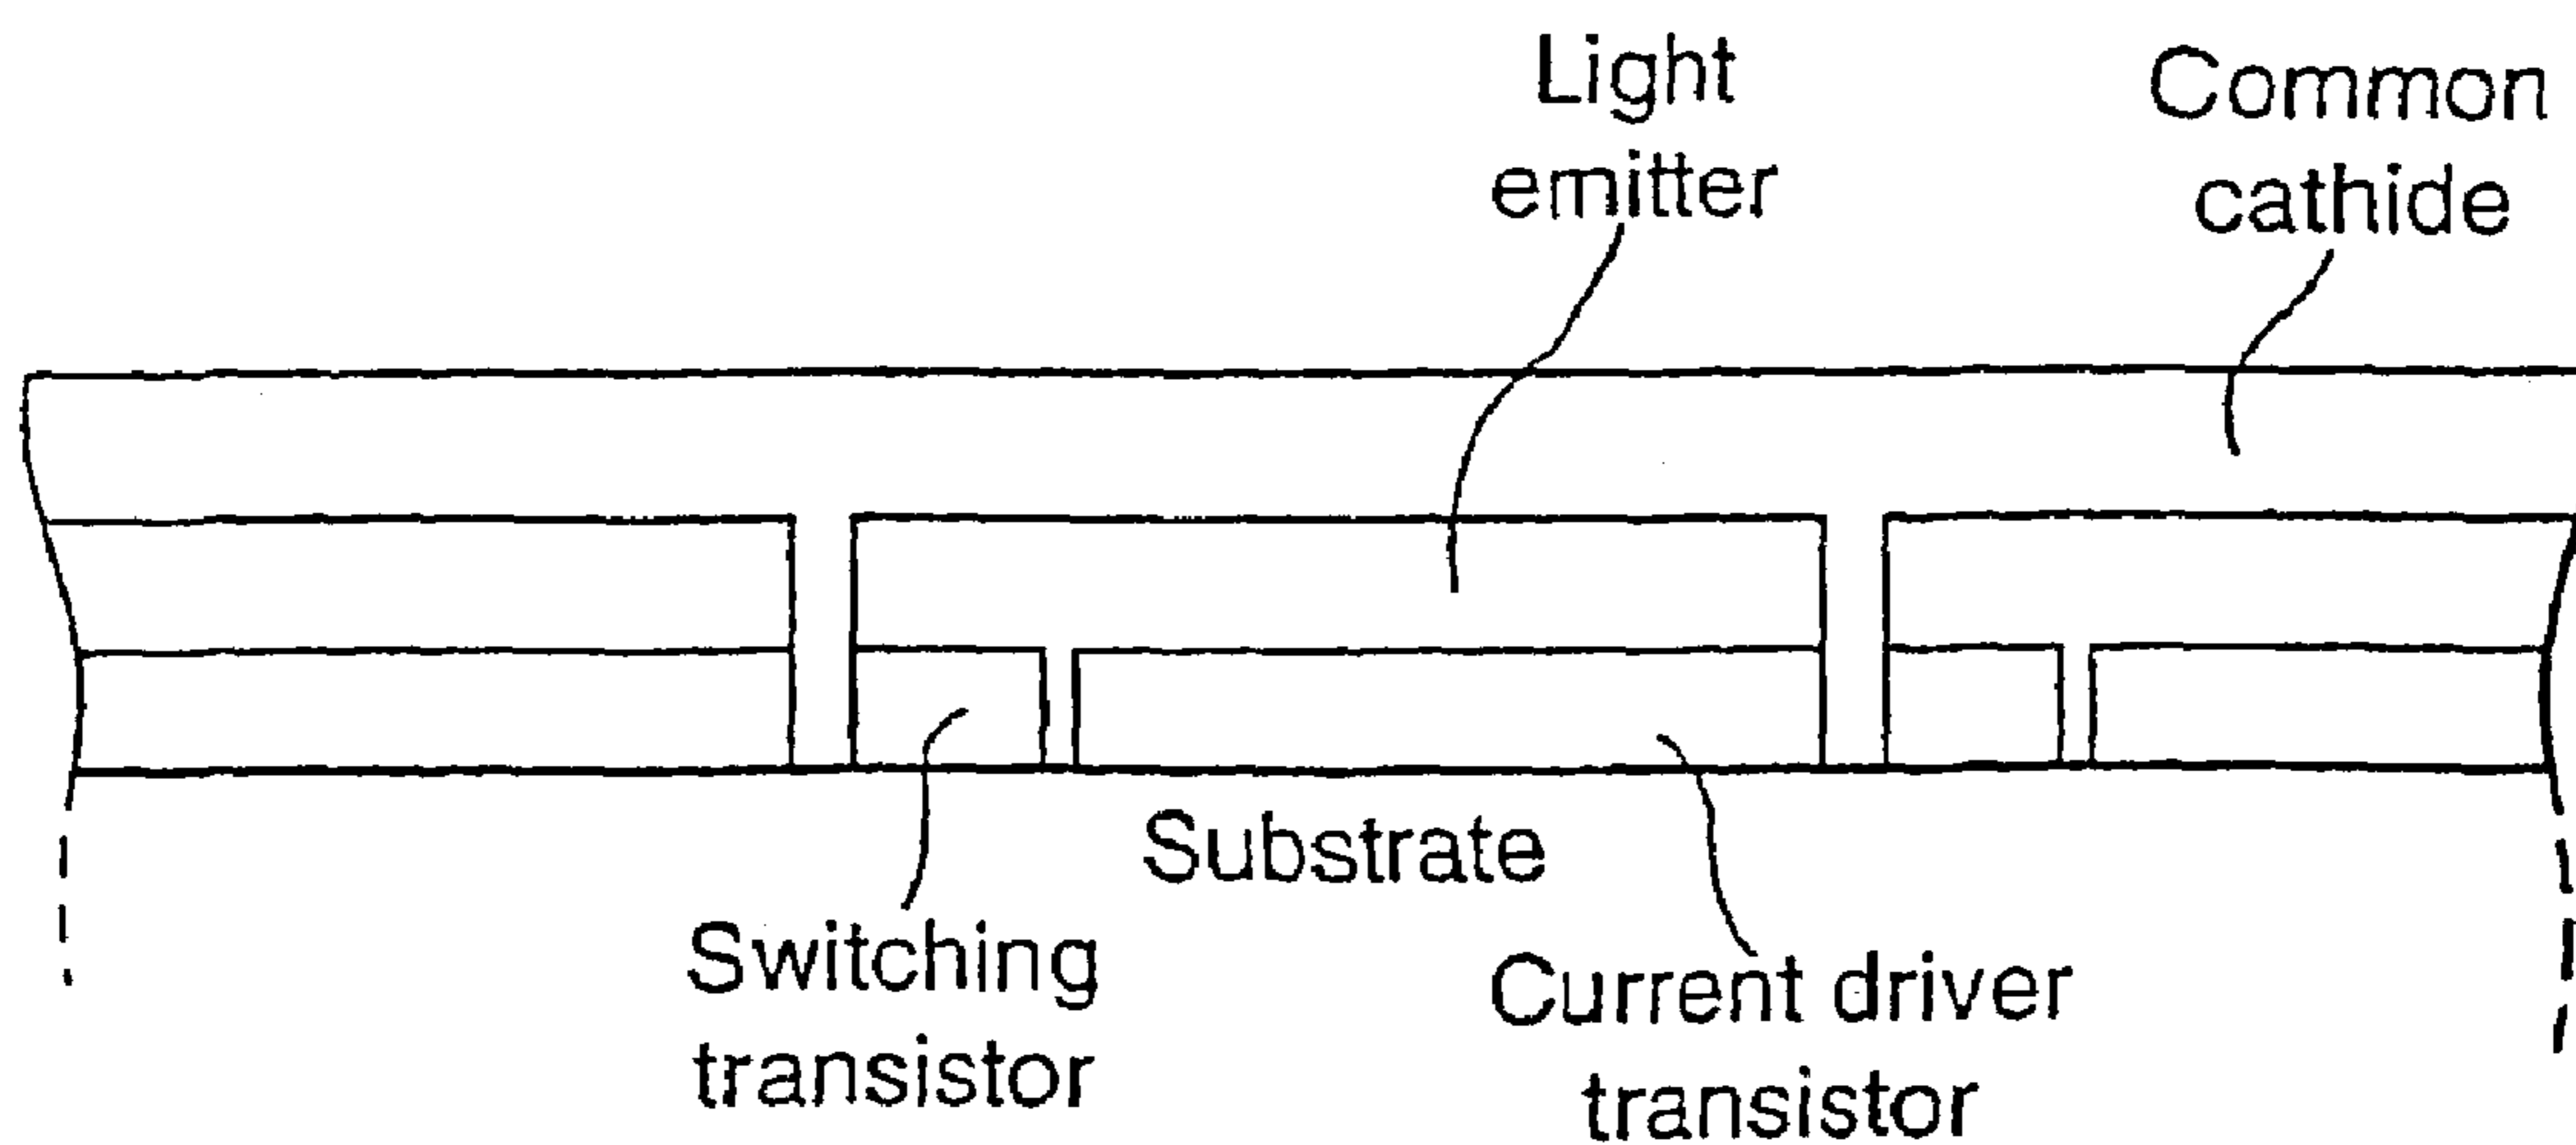 Light
emitter
Common
cathide
Substrate
Switching
transistor
Current driver
transistor